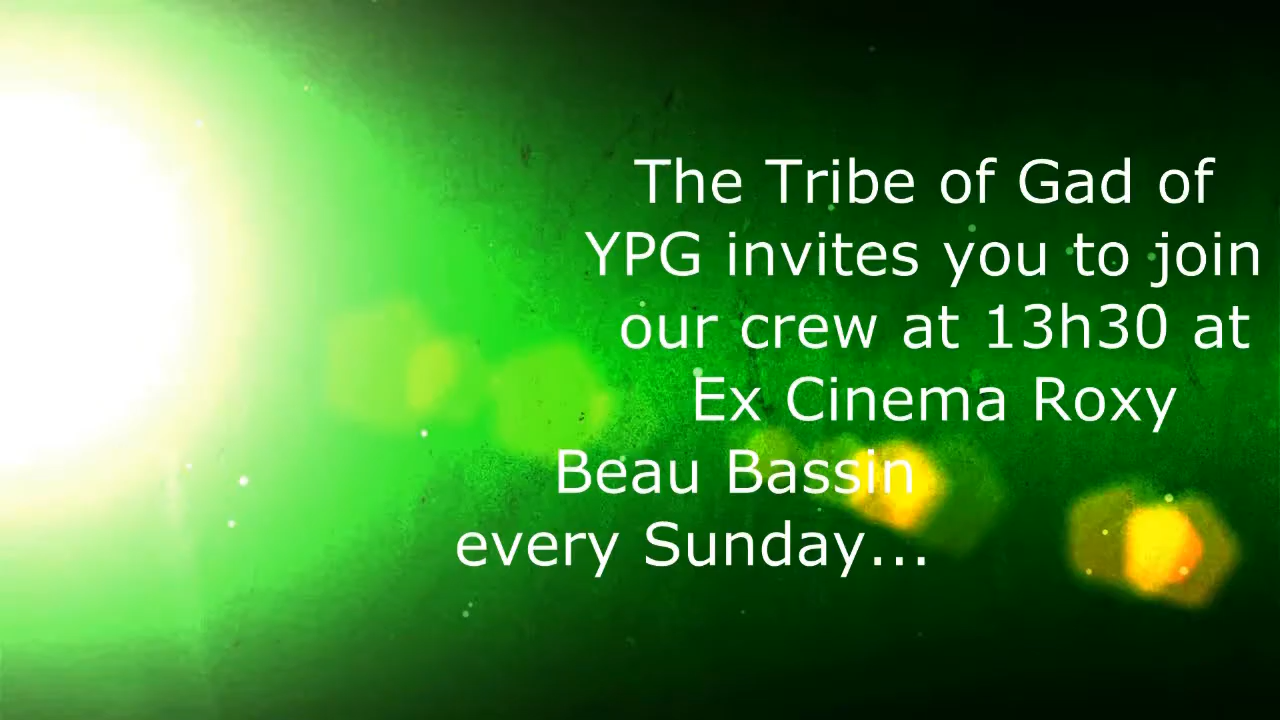 The Tribe of Gad of
YPG invites you to join
our crew at 13h30 at
Ex Cinema Roxy
Beau Bassin
every Sunday...